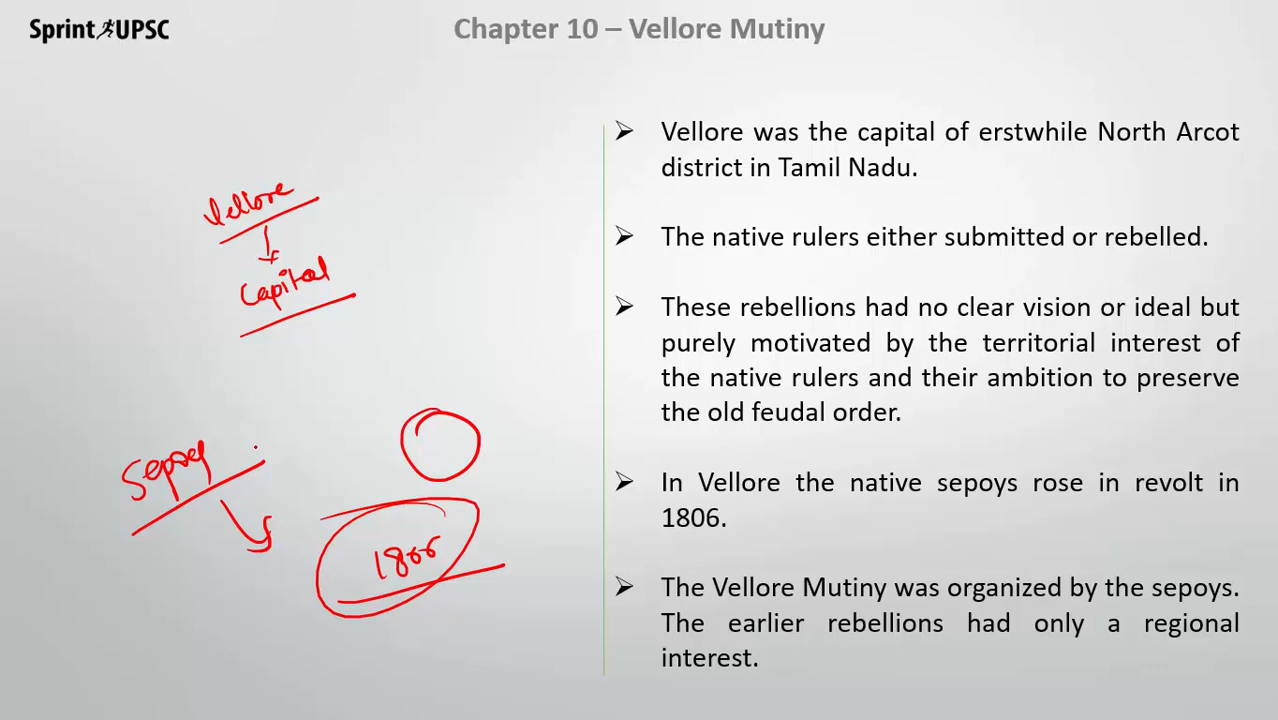 Sprint UPSC
Chapter 10 – Vellore Mutiny
Vellore
Capital
Sepoy
1806
➢ Vellore was the capital of erstwhile North Arcot
district in Tamil Nadu.
➢ The native rulers either submitted or rebelled.
➢ These rebellions had no clear vision or ideal but
purely motivated by the territorial interest of
the native rulers and their ambition to preserve
the old feudal order.
➢ In Vellore the native sepoys rose in revolt in
1806.
➢ The Vellore Mutiny was organized by the sepoys.
The earlier rebellions had only a regional
interest.